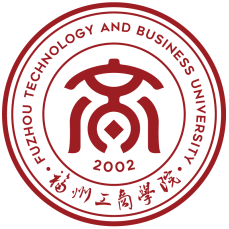 FUZHOU TECHNOLOGY AND BUSINESS UNIVERSITY
2002
福州工商學院